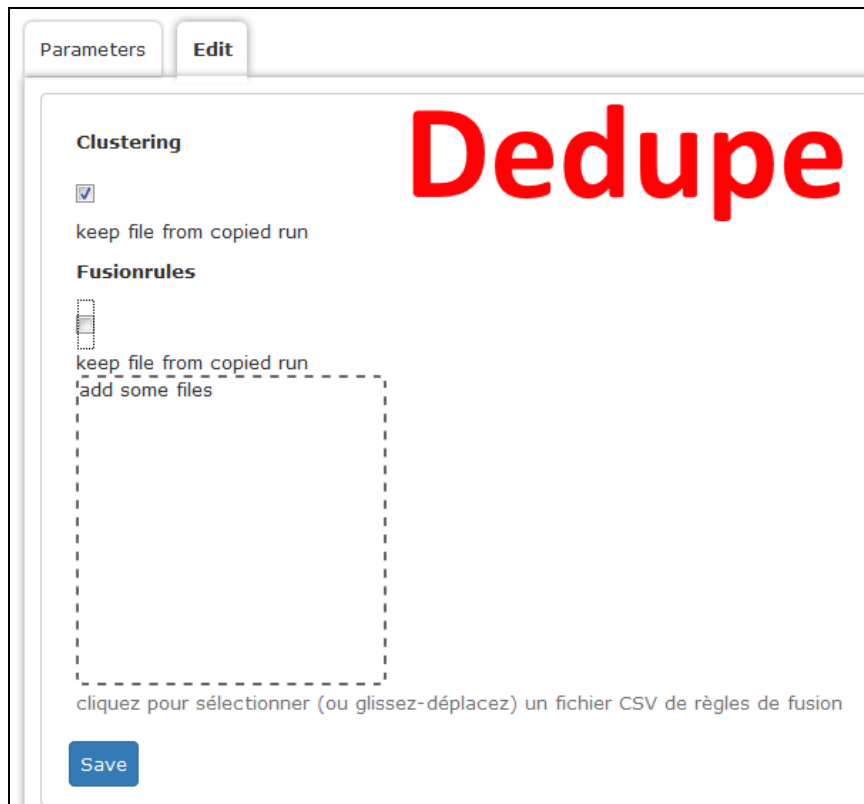 Parameters Edit
Dedupe
Clustering
keep file from copied run
Fusionrules
keep file from copied run
add some files
cliquez pour sélectionner (ou glissez-déplacez) un fichier CSV de règles de fusion
Save